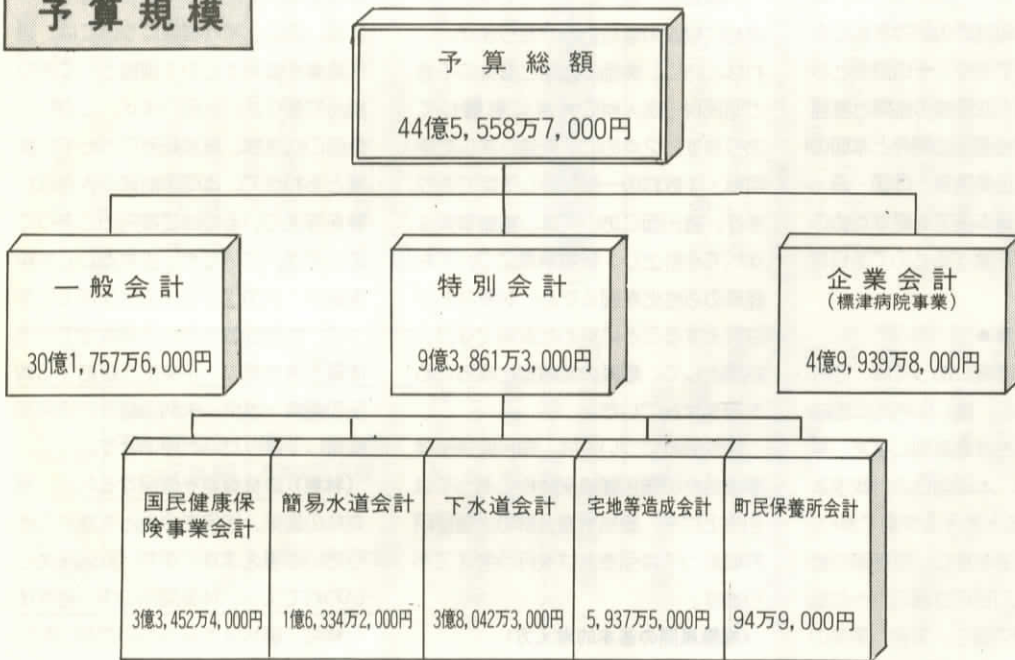 予算規模
予算総額
44億5,558万7,000円
一般会計
30億1,757万6,000円
特別会計
9億3,861万3,000円
企業会計
(標津病院事業)
4億9,939万8,000円
国民健康保
険事業会計
3億3,452万4,000円
簡易水道会計
1億6,334万2,000円
下水道会計
3億8,042万3,000円
宅地等造成会計
5,937万5,000円
町民保養所会計
94万9,000円